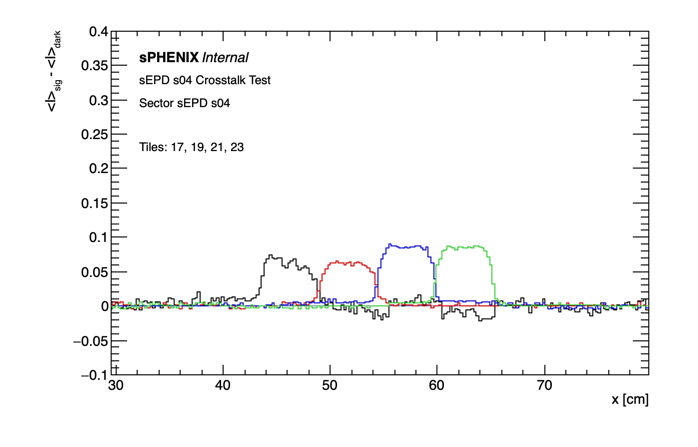 <I>sig - <I>dark
0.4
0.35
0.3
0.25
0.2
0.15
0.1
0.05
0
−0.05
−0.1
sPHENIX Internal
sEPD s04 Crosstalk Test
Sector sEPD s04
Tiles: 17, 19, 21, 23
30 40 50 60 70
x [cm]